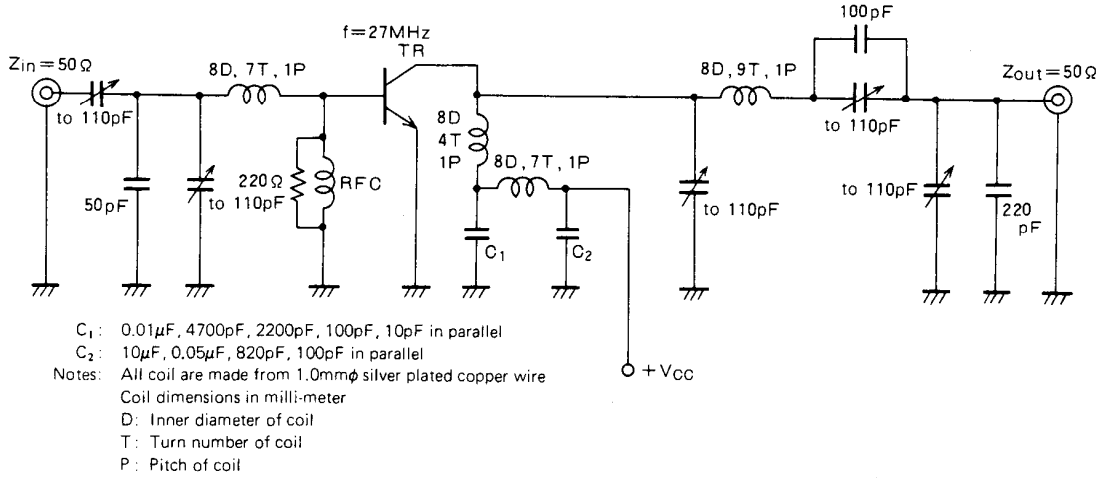 100pF
f=27MHz
TR
Zin=50Ω
8D, 7T, 1P
8D, 9T, 1P
Zout=50Ω
to 110pF
to 110pF
8D
4T
1P
8D, 7T, 1P
220Ω
RFC
50pF
to 110pF
to 110pF
to 110pF
220
pF
C₁
C₂
C₁: 0.01μF, 4700pF, 2200pF, 100pF, 10pF in parallel
C₂: 10μF, 0.05μF, 820pF, 100pF in parallel
+VCC
Notes: All coil are made from 1.0mmϕ silver plated copper wire
Coil dimensions in milli-meter
D: Inner diameter of coil
T: Turn number of coil
P: Pitch of coil